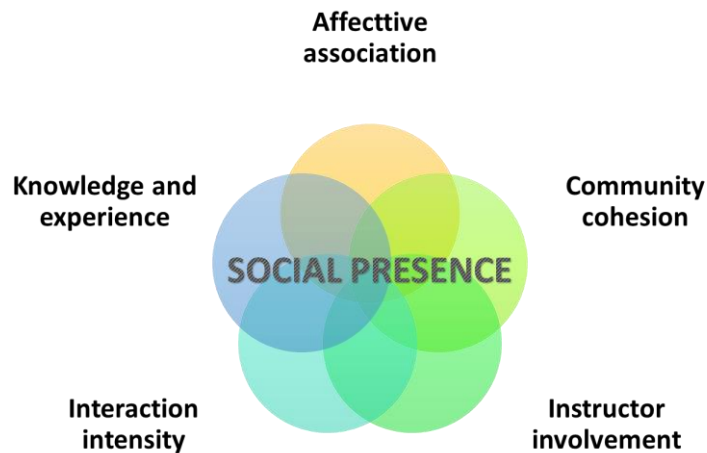 Affecttive
association
Knowledge and
experience
Community
cohesion
SOCIAL PRESENCE
Interaction
intensity
Instructor
involvement